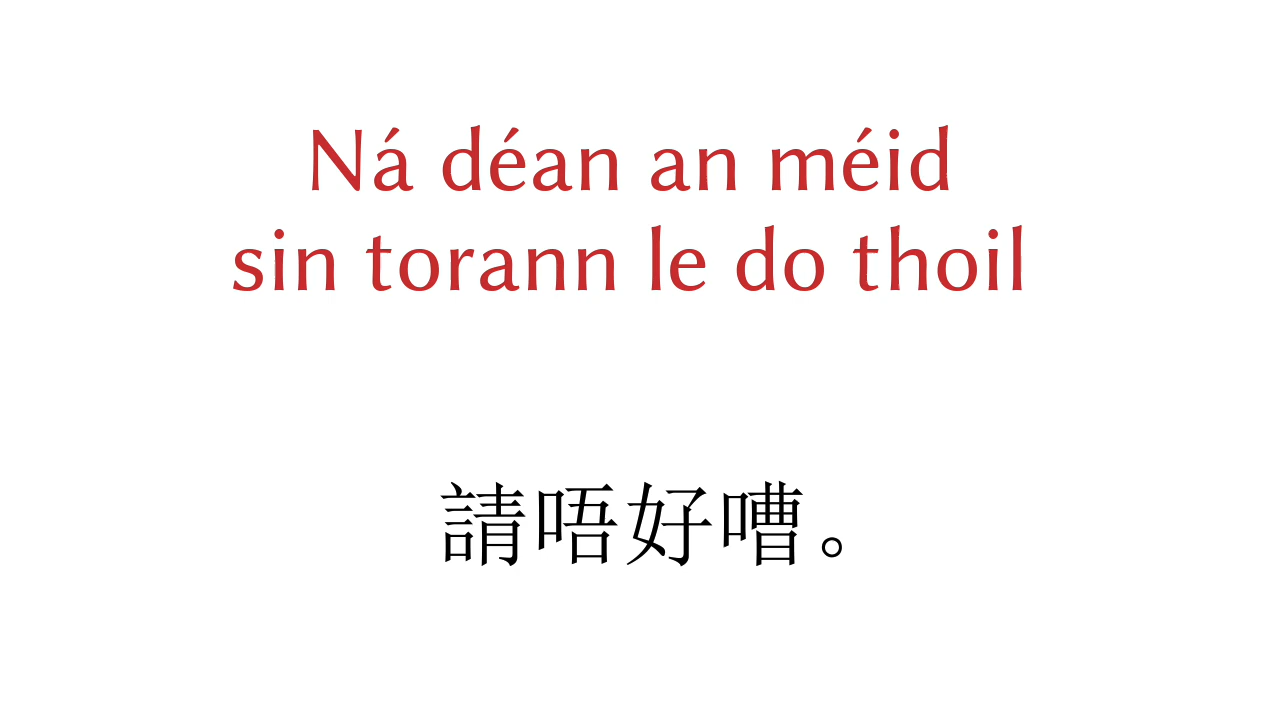 Ná déan an méid
sin torann le do thoil
請唔好嘈。